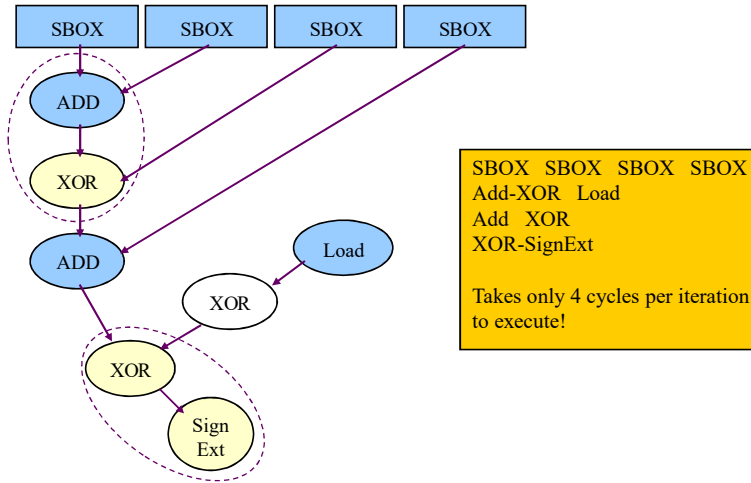 SBOX SBOX SBOX SBOX
ADD
XOR
ADD
Load
XOR
XOR
Sign
Ext
SBOX SBOX SBOX SBOX
Add-XOR Load
Add XOR
XOR-SignExt
Takes only 4 cycles per iteration
to execute!